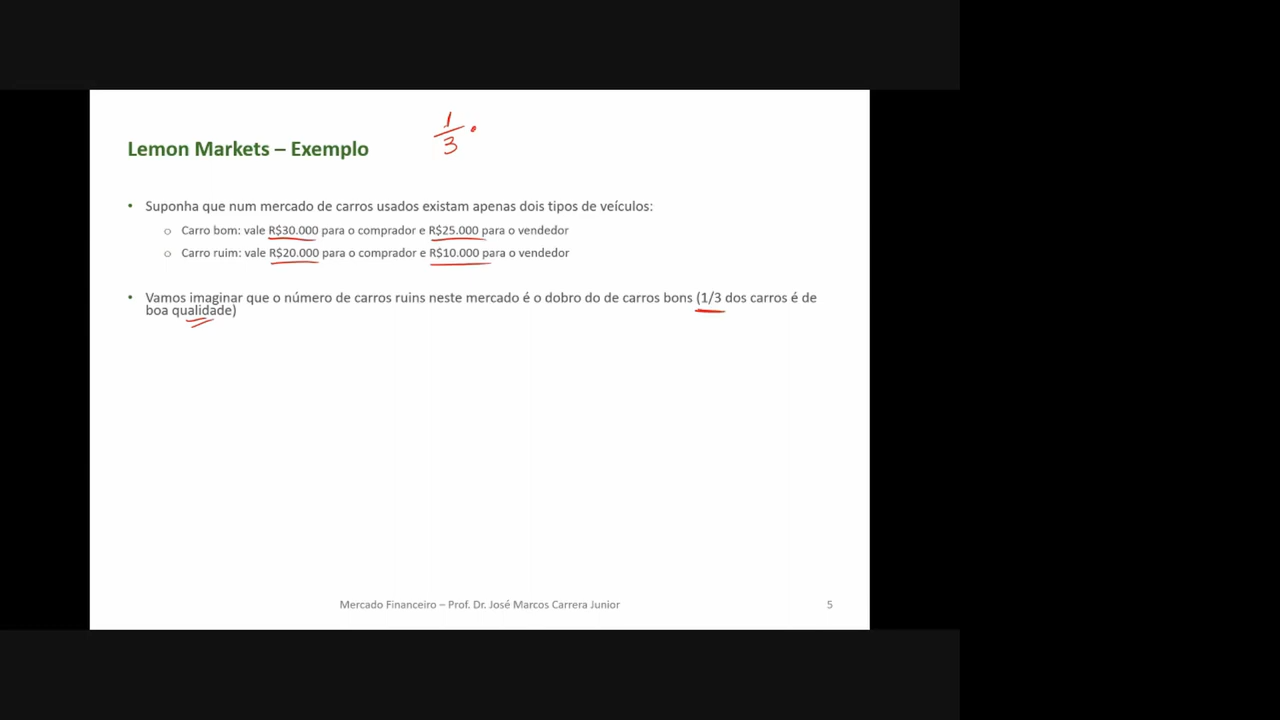 1
3
Lemon Markets – Exemplo
• Suponha que num mercado de carros usados existam apenas dois tipos de veículos:
o Carro bom: vale R$30.000 para o comprador e R$25.000 para o vendedor
o Carro ruim: vale R$20.000 para o comprador e R$10.000 para o vendedor
• Vamos imaginar que o número de carros ruins neste mercado é o dobro do de carros bons (1/3 dos carros é de
boa qualidade)
Mercado Financeiro – Prof. Dr. José Marcos Carrera Junior 5